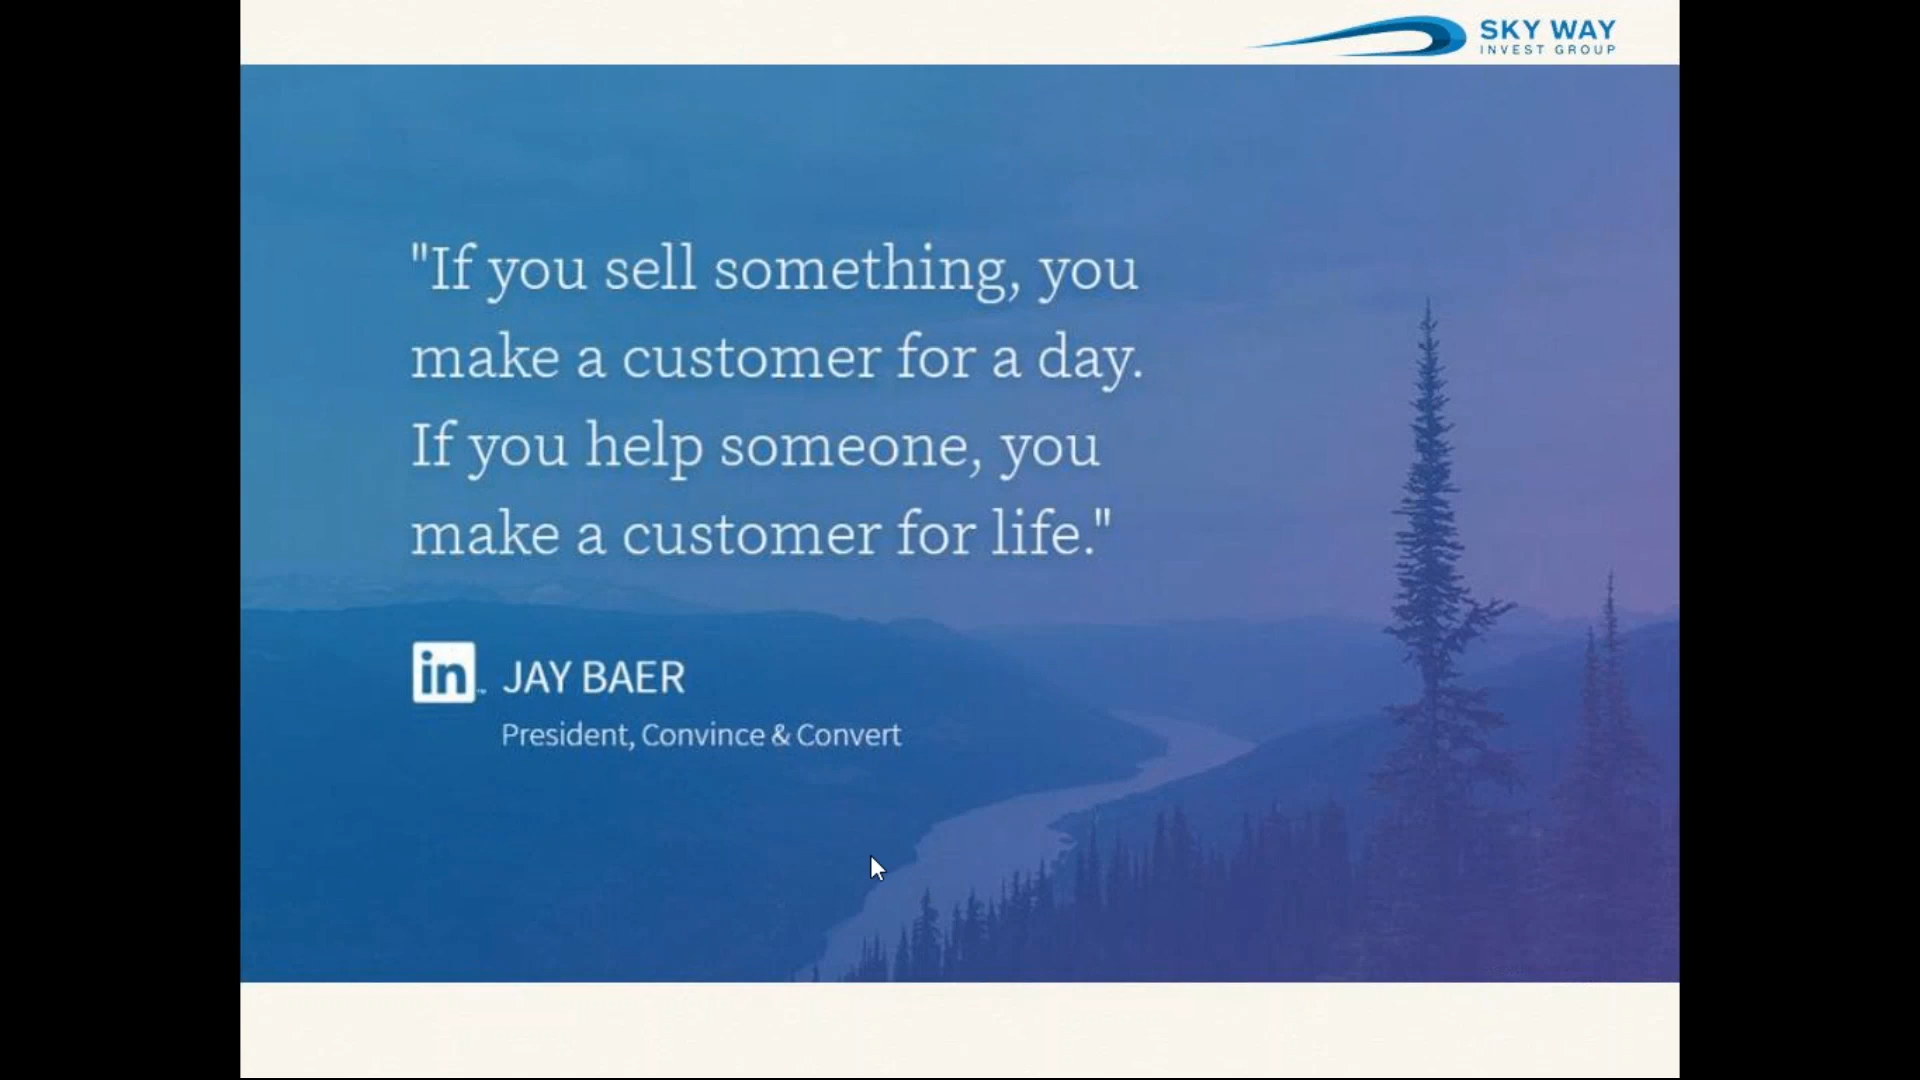 SKY WAY
INVEST GROUP
"If you sell something, you
make a customer for a day.
If you help someone, you
make a customer for life."
in JAY BAER
President, Convince & Convert